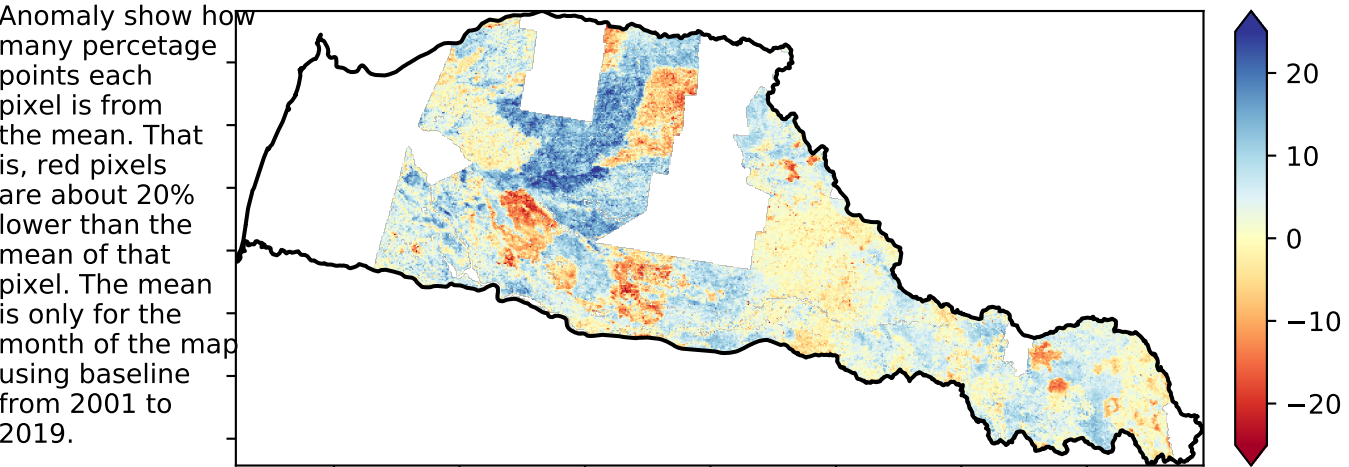 Anomaly show how
many percetage
points each
pixel is from
the mean. That
is, red pixels
are about 20%
lower than the
mean of that
pixel. The mean
is only for the
month of the map
using baseline
from 2001 to
2019.
20
10
0
−10
−20